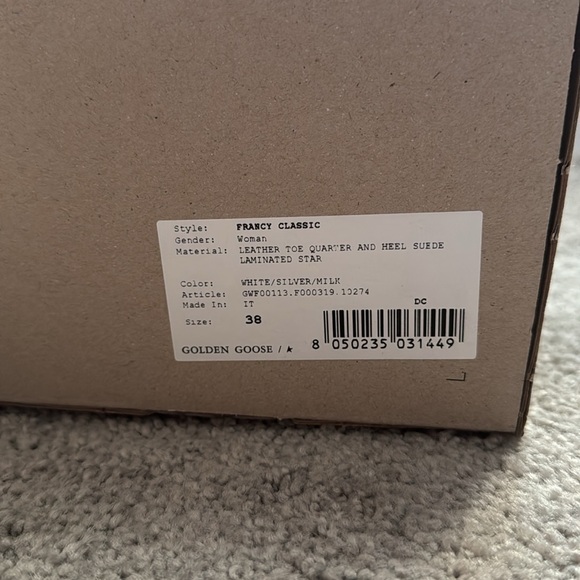 Style: FRANCY CLASSIC
Gender: Woman
Material: LEATHER TOE QUARTER AND HEEL SUEDE
LAMINATED STAR
Color: WHITE/SILVER/MILK
Article: GWF00113.F000319.10274
Made In: IT
DC
Size: 38
GOLDEN GOOSE / ★
8 050235 031449